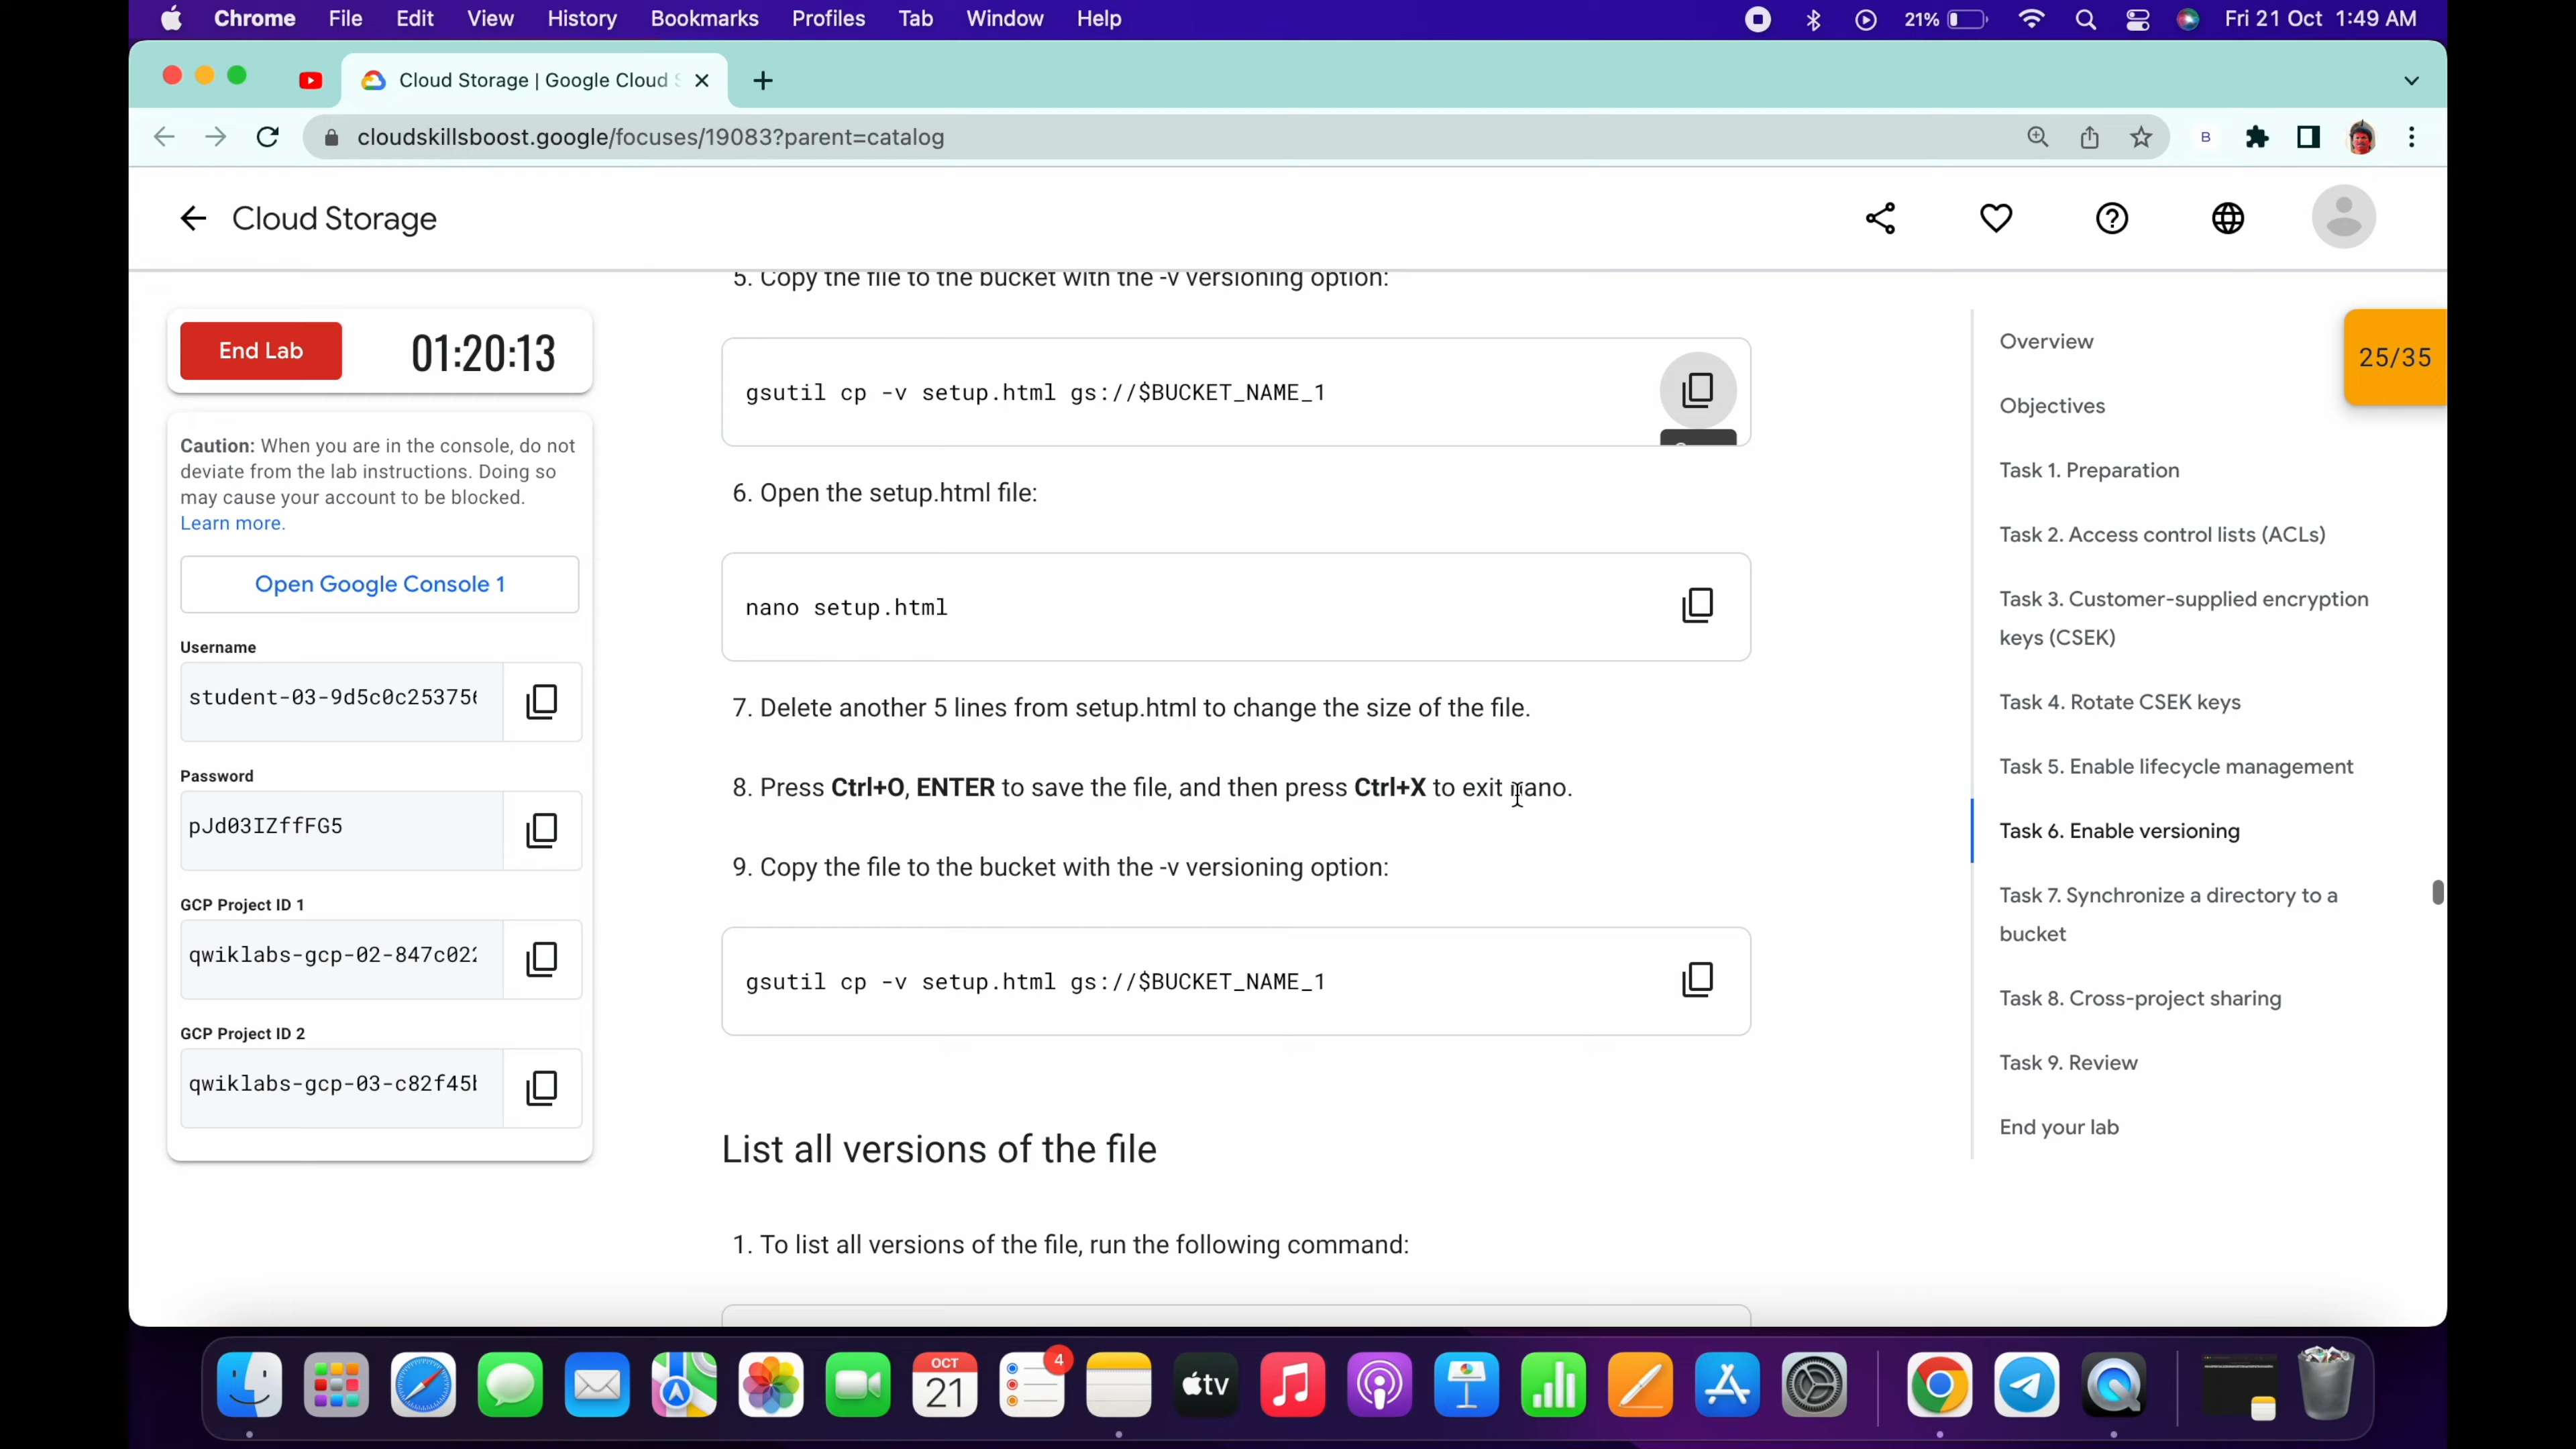 Chrome File Edit View History Bookmarks Profiles Tab Window Help 21% Fri 21 Oct 1:49 AM
Cloud Storage | Google Cloud
cloudskillsboost.google/focuses/19083?parent=catalog B
Cloud Storage
5. Copy the file to the bucket with the -v versioning option:
End Lab 01:20:13
gsutil cp -v setup.html gs://$BUCKET_NAME_1
Caution: When you are in the console, do not
deviate from the lab instructions. Doing so
may cause your account to be blocked.
Learn more.
Open Google Console 1
Username
student-03-9d5c0c25375
Password
pJd03IZffFG5
GCP Project ID 1
qwiklabs-gcp-02-847c02
GCP Project ID 2
qwiklabs-gcp-03-c82f45
6. Open the setup.html file:
nano setup.html
7. Delete another 5 lines from setup.html to change the size of the file.
8. Press Ctrl+O, ENTER to save the file, and then press Ctrl+X to exit nano.
9. Copy the file to the bucket with the -v versioning option:
gsutil cp -v setup.html gs://$BUCKET_NAME_1
List all versions of the file
1. To list all versions of the file, run the following command:
Overview
25/35
Objectives
Task 1. Preparation
Task 2. Access control lists (ACLs)
Task 3. Customer-supplied encryption
keys (CSEK)
Task 4. Rotate CSEK keys
Task 5. Enable lifecycle management
Task 6. Enable versioning
Task 7. Synchronize a directory to a
bucket
Task 8. Cross-project sharing
Task 9. Review
End your lab
OCT
21
4
tv